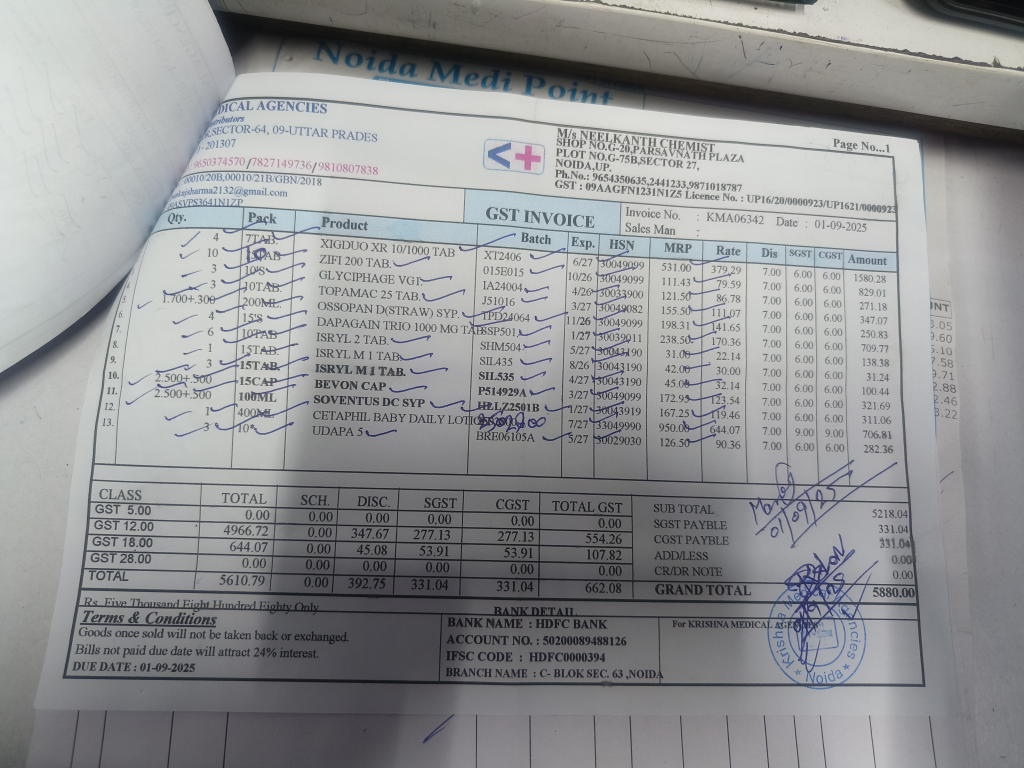 Noida Medi Point
DICAL AGENCIES
SECTOR-64, 09-UTTAR PRADES
201307
9650374570/7827149736/9810807838
00010/20B,00010/21B/GBN/2018
sharma2132@gmail.com
M/s NEELKANTH CHEMIST
SHOP NO.G-20,PARSAVNATH PLAZA
PLOT NO.G-75B,SECTOR 27,
NOIDA,UP.
Ph.No.: 9654350635,2441233,9871018787
GST : 09AAGFN1231N1Z5 Licence No. : UP16/20/0000923/UP1621/0000923
Page No...1
GST INVOICE
Invoice No. : KMA06342 Date : 01-09-2025
Sales Man :
Qty. Pack Product Batch Exp. HSN MRP Rate Dis SGST CGST Amount
4 7TAB. XIGDUO XR 10/1000 TAB XT2406 6/27 30049099 531.00 379.29 7.00 6.00 6.00 1580.28
10 TAB ZIFI 200 TAB. 015E015 10/26 30049099 111.43 79.59 7.00 6.00 6.00 829.01
3 10'S GLYCIPHAGE VG1 IA24004 4/26 30033900 121.50 86.78 7.00 6.00 6.00 271.18
3 10TAB. TOPAMAC 25 TAB. J51016 3/27 30049082 155.50 111.07 7.00 6.00 6.00 347.07
1.700+.300 200ML. OSSOPAN D(STRAW) SYP. TPD24064 11/26 30049099 198.31 141.65 7.00 6.00 6.00 250.83
4 15'S DAPAGAIN TRIO 1000 MG TAB SSP501 1/27 30039011 238.50 170.36 7.00 6.00 6.00 709.77
6 10TAB ISRYL 2 TAB. SHM504 5/27 30043190 31.00 22.14 7.00 6.00 6.00 138.38
1 15TAB. ISRYL M 1 TAB. SIL435 8/26 30043190 42.00 30.00 7.00 6.00 6.00 31.24
3 15TAB. ISRYL M 1 TAB. SIL535 4/27 30043190 45.00 32.14 7.00 6.00 6.00 100.44
10. 2.500+.500 15CAP BEVON CAP P514929A 3/27 30049099 172.95 123.54 7.00 6.00 6.00 321.69
11. 2.500+.500 100ML SOVENTUS DC SYP HLLZ2501B 1/27 30043919 167.25 119.46 7.00 6.00 6.00 311.06
12. 1 400ML CETAPHIL BABY DAILY LOTIO 7/27 33049990 950.00 644.07 7.00 9.00 9.00 706.81
13. 3 10 UDAPA 5 BRE06105A 5/27 30029030 126.50 90.36 7.00 6.00 6.00 282.36
CLASS TOTAL SCH. DISC. SGST CGST TOTAL GST
GST 5.00 0.00 0.00 0.00 0.00 0.00 0.00
GST 12.00 4966.72 0.00 347.67 277.13 277.13 554.26
GST 18.00 644.07 0.00 45.08 53.91 53.91 107.82
GST 28.00 0.00 0.00 0.00 0.00 0.00 0.00
TOTAL 5610.79 0.00 392.75 331.04 331.04 662.08
SUB TOTAL 5218.04
SGST PAYABLE 331.04
CGST PAYABLE 331.04
ADD/LESS 0.00
CR/DR NOTE 0.00
GRAND TOTAL 5880.00
01/09/25
Rs. Five Thousand Eight Hundred Eighty Only
Terms & Conditions
Goods once sold will not be taken back or exchanged.
Bills not paid due date will attract 24% interest.
DUE DATE : 01-09-2025
BANK DETAIL
BANK NAME : HDFC BANK
ACCOUNT NO. : 50200089488126
IFSC CODE : HDFC0000394
BRANCH NAME : C- BLOK SEC. 63 ,NOIDA
For KRISHNA MEDICAL AGENCIES
Krishna Medical Agencies
Noida